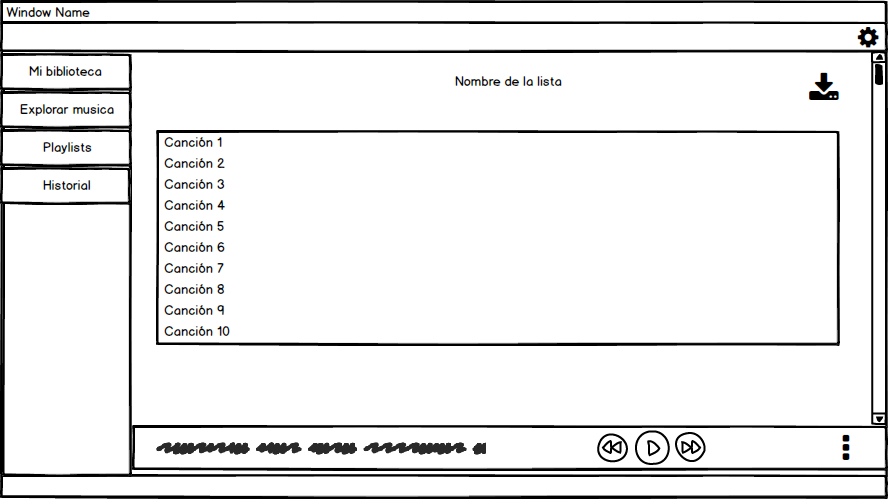 Window Name
Mi biblioteca
Explorar musica
Playlists
Historial
Nombre de la lista
Canción 1
Canción 2
Canción 3
Canción 4
Canción 5
Canción 6
Canción 7
Canción 8
Canción 9
Canción 10